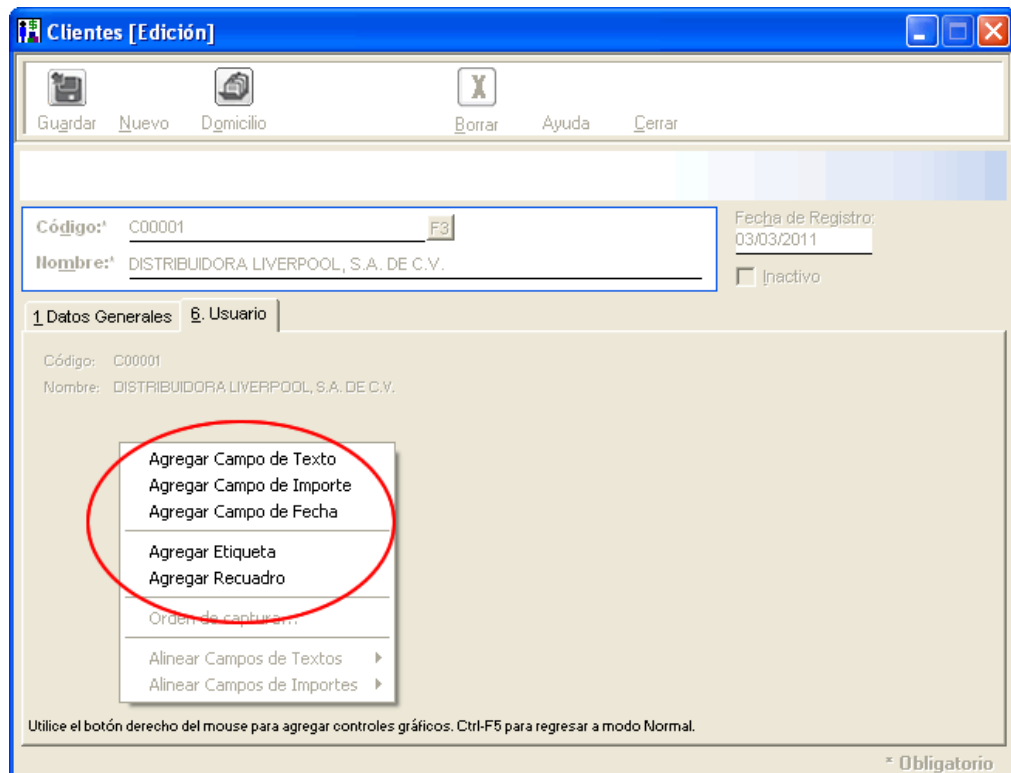 Clientes [Edición]
Guardar Nuevo Domicilio Borrar Ayuda Cerrar
Código:* C00001 F3
Fecha de Registro:
03/03/2011
Nombre:* DISTRIBUIDORA LIVERPOOL, S.A. DE C.V.
Inactivo
1 Datos Generales 6. Usuario
Código: C00001
Nombre: DISTRIBUIDORA LIVERPOOL, S.A. DE C.V.
Agregar Campo de Texto
Agregar Campo de Importe
Agregar Campo de Fecha
Agregar Etiqueta
Agregar Recuadro
Orden de captura...
Alinear Campos de Textos
Alinear Campos de Importes
Utilice el botón derecho del mouse para agregar controles gráficos. Ctrl-F5 para regresar a modo Normal.
* Obligatorio